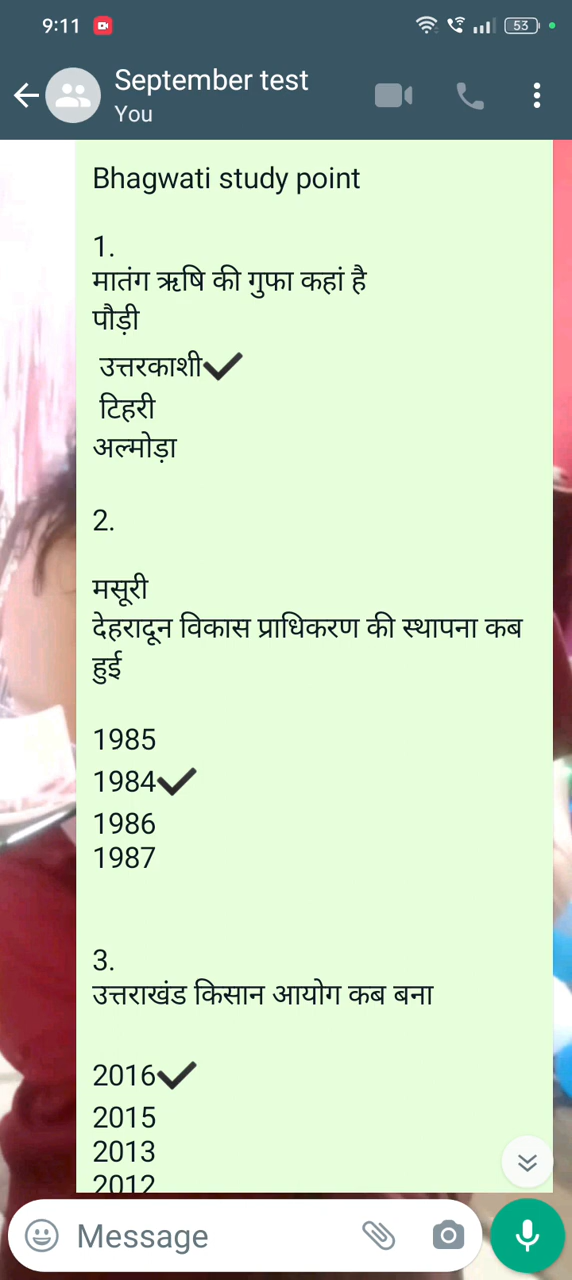 9:11
53
September test
You
Bhagwati study point
1.
मातंग ऋषि की गुफा कहां है
पौड़ी
उत्तरकाशी✔
टिहरी
अल्मोड़ा
2.
मसूरी
देहरादून विकास प्राधिकरण की स्थापना कब
हुई
1985
1984✔
1986
1987
3.
उत्तराखंड किसान आयोग कब बना
2016✔
2015
2013
2012
Message